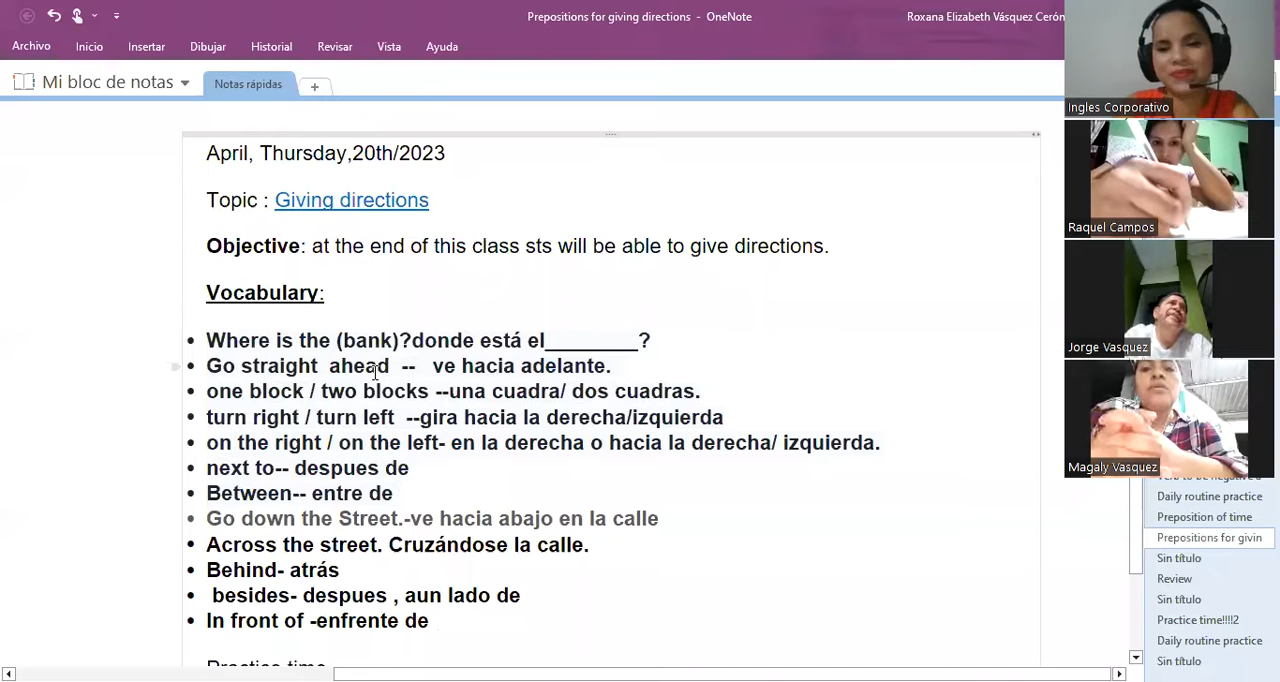 Prepositions for giving directions - OneNote
Roxana Elizabeth Vásquez Cerón
Archivo Inicio Insertar Dibujar Historial Revisar Vista Ayuda
Mi bloc de notas Notas rápidas +
April, Thursday,20th/2023
Topic : Giving directions
Objective: at the end of this class sts will be able to give directions.
Vocabulary:
• Where is the (bank)?donde está el________?
• Go straight ahead -- ve hacia adelante.
• one block / two blocks --una cuadra/ dos cuadras.
• turn right / turn left --gira hacia la derecha/izquierda
• on the right / on the left- en la derecha o hacia la derecha/ izquierda.
• next to-- despues de
• Between-- entre de
• Go down the Street.-ve hacia abajo en la calle
• Across the street. Cruzándose la calle.
• Behind- atrás
• besides- despues , aun lado de
• In front of -enfrente de
Practice time
Ingles Corporativo
Raquel Campos
Jorge Vasquez
Magaly Vasquez
Daily routine practice
Preposition of time
Prepositions for givin
Sin título
Review
Sin título
Practice time!!!!2
Daily routine practice
Sin título